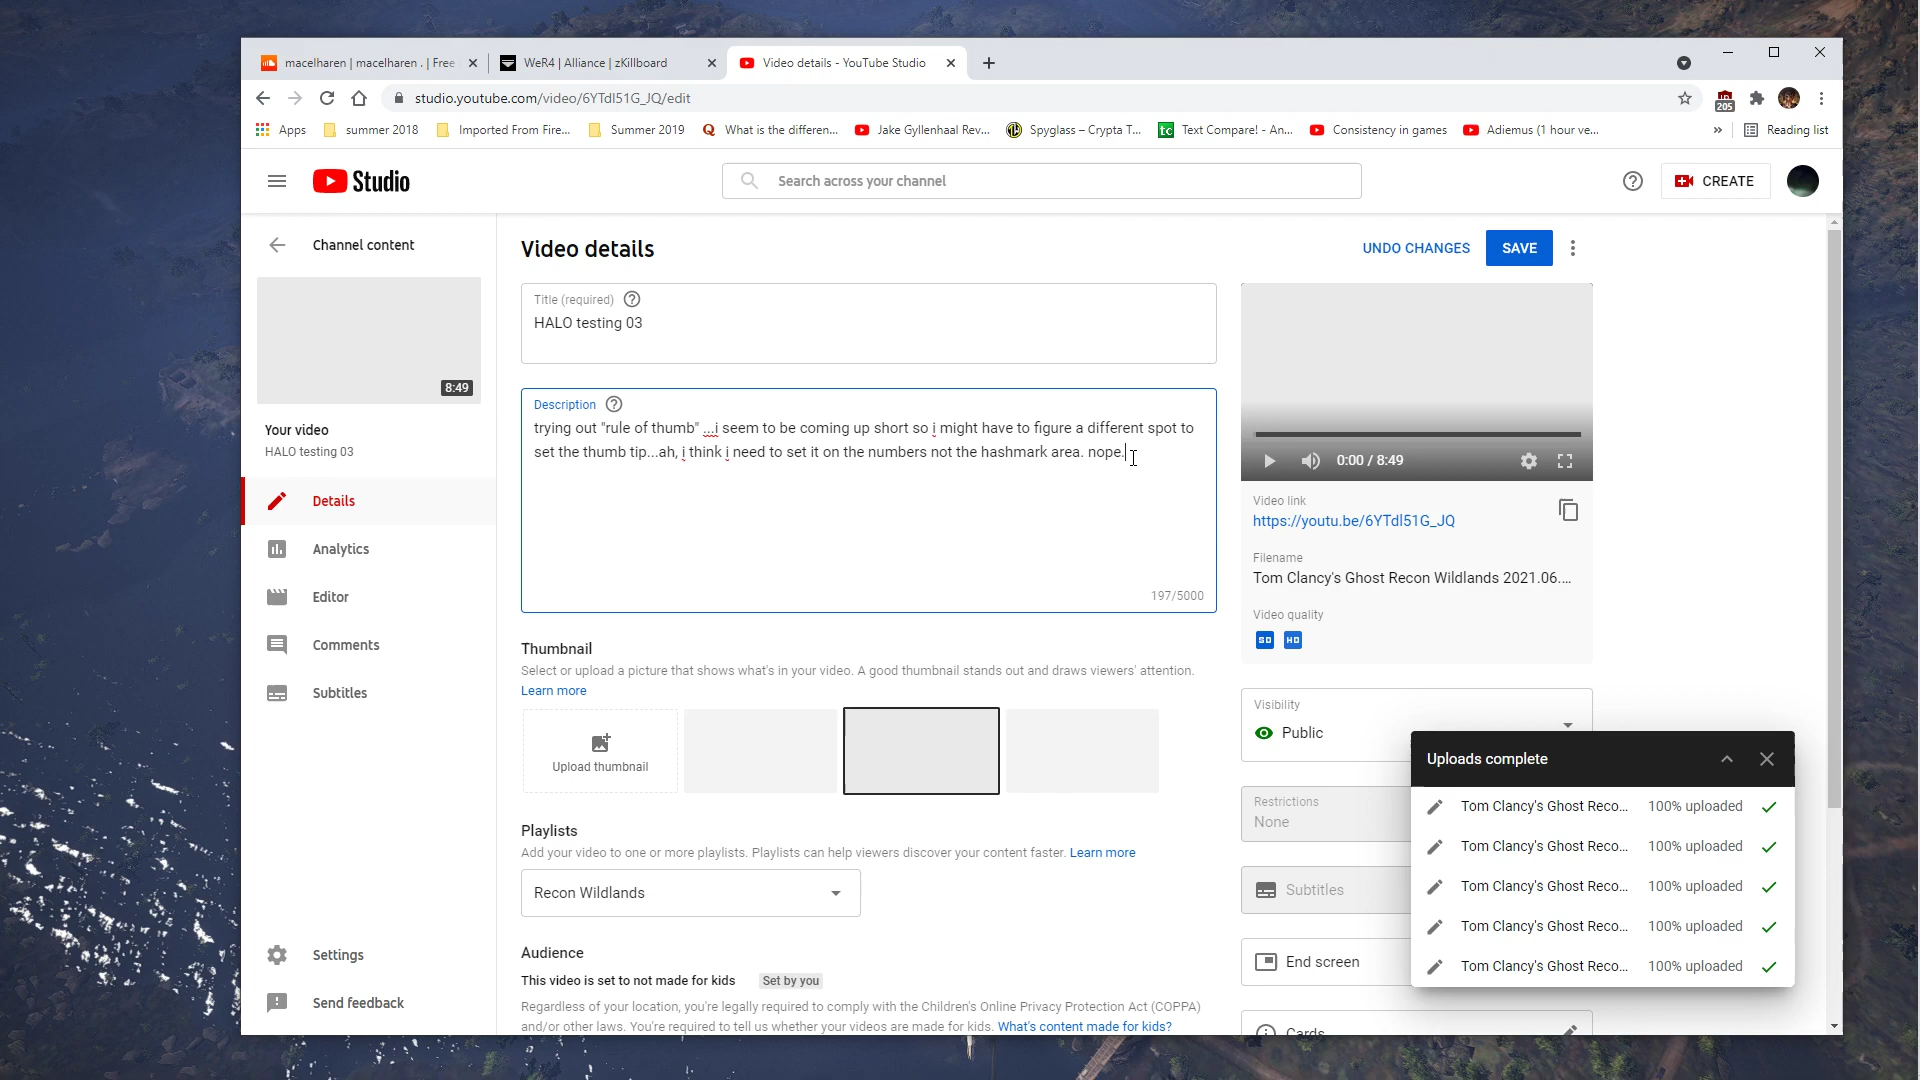 macelharen | macelharen . | Free
WeR4 | Alliance | zKillboard
Video details - YouTube Studio
studio.youtube.com/video/6YTdl51G_JQ/edit
205
Apps
summer 2018
Imported From Fire...
Summer 2019
What is the differen...
Jake Gyllenhaal Rev...
Spyglass – Crypta T...
tc
Text Compare! - An...
Consistency in games
Adiemus (1 hour ve...
»
Reading list
Studio
Search across your channel
CREATE
Channel content
8:49
Your video
HALO testing 03
Details
Analytics
Editor
Comments
Subtitles
Settings
Send feedback
Video details
UNDO CHANGES
SAVE
Title (required)
HALO testing 03
Description
trying out "rule of thumb" ...i seem to be coming up short so i might have to figure a different spot to
set the thumb tip...ah, i think i need to set it on the numbers not the hashmark area. nope.
197/5000
Thumbnail
Select or upload a picture that shows what's in your video. A good thumbnail stands out and draws viewers' attention.
Learn more
Upload thumbnail
Playlists
Add your video to one or more playlists. Playlists can help viewers discover your content faster. Learn more
Recon Wildlands
Audience
This video is set to not made for kids
Set by you
Regardless of your location, you're legally required to comply with the Children's Online Privacy Protection Act (COPPA)
and/or other laws. You're required to tell us whether your videos are made for kids. What's content made for kids?
0:00 / 8:49
Video link
https://youtu.be/6YTdl51G_JQ
Filename
Tom Clancy's Ghost Recon Wildlands 2021.06....
Video quality
SD
HD
Visibility
Public
Restrictions
None
Subtitles
End screen
Cards
Uploads complete
Tom Clancy's Ghost Reco... 100% uploaded
Tom Clancy's Ghost Reco... 100% uploaded
Tom Clancy's Ghost Reco... 100% uploaded
Tom Clancy's Ghost Reco... 100% uploaded
Tom Clancy's Ghost Reco... 100% uploaded